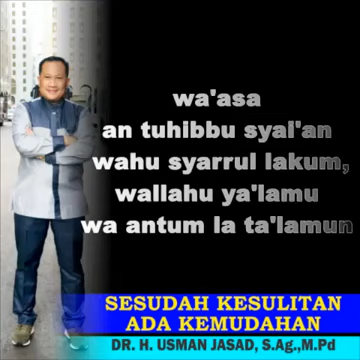 wa'asa
an tuhibbu syai'an
wahu syarrul lakum,
wallahu ya'lamu
wa antum la ta'lamun
SESUDAH KESULITAN
ADA KEMUDAHAN
DR. H. USMAN JASAD, S.Ag.,M.Pd